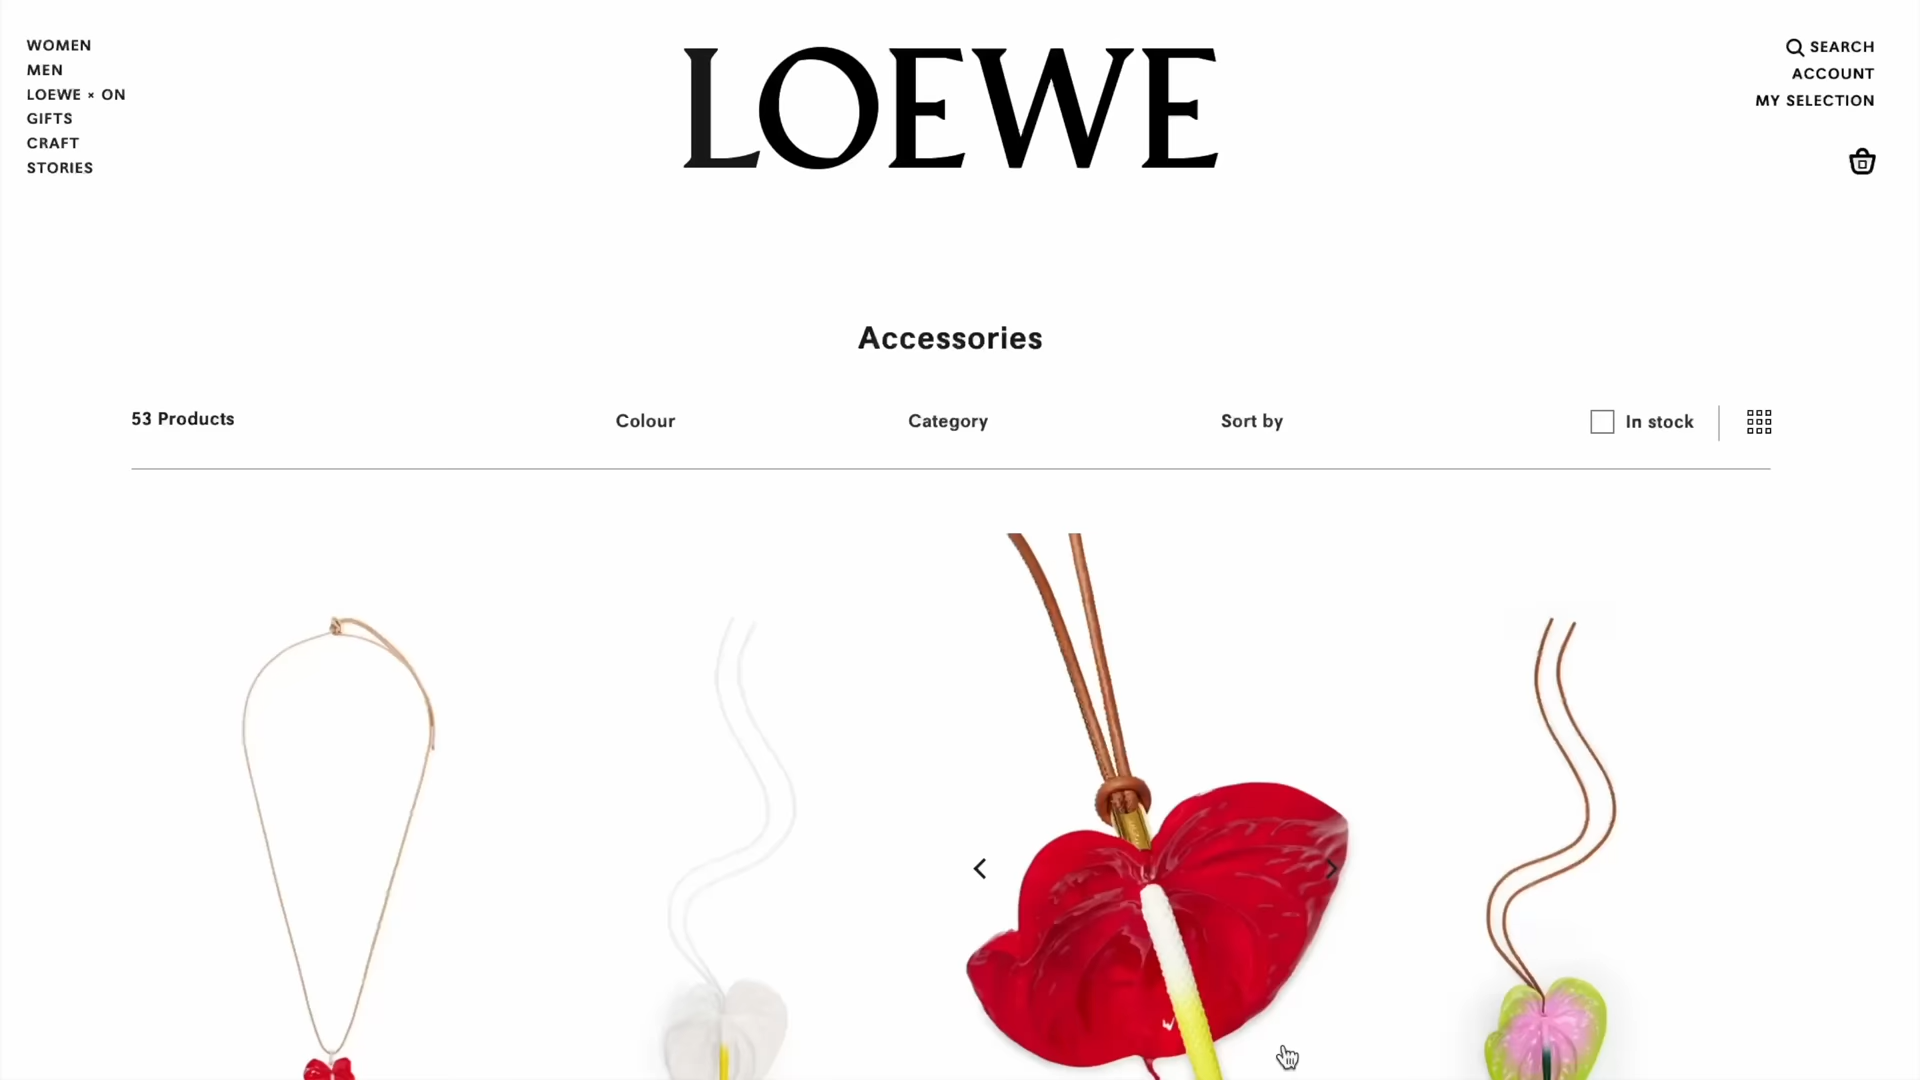 WOMEN
MEN
LOEWE × ON
GIFTS
CRAFT
STORIES
LOEWE
SEARCH
ACCOUNT
MY SELECTION
Accessories
53 Products
Colour
Category
Sort by
In stock